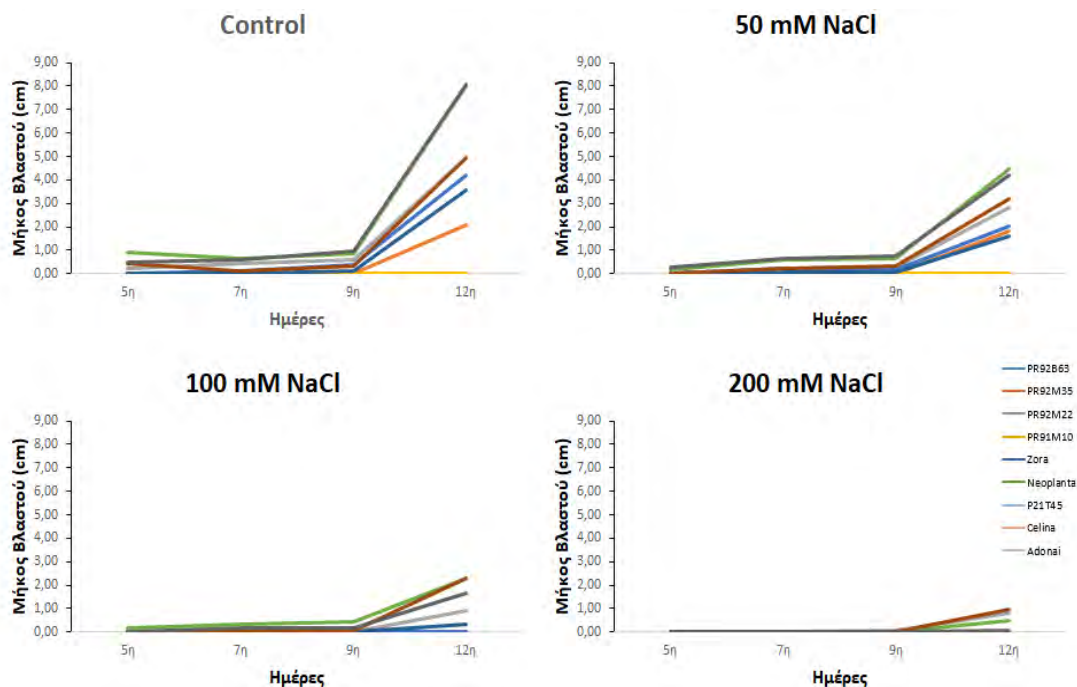 Control
Μήκος Βλαστού (cm)
9,00
8,00
7,00
6,00
5,00
4,00
3,00
2,00
1,00
0,00
5η 7η 9η 12η
Ημέρες
50 mM NaCl
Μήκος Βλαστού (cm)
9,00
8,00
7,00
6,00
5,00
4,00
3,00
2,00
1,00
0,00
5η 7η 9η 12η
Ημέρες
100 mM NaCl
Μήκος Βλαστού (cm)
9,00
8,00
7,00
6,00
5,00
4,00
3,00
2,00
1,00
0,00
5η 7η 9η 12η
Ημέρες
200 mM NaCl
Μήκος Βλαστού (cm)
9,00
8,00
7,00
6,00
5,00
4,00
3,00
2,00
1,00
0,00
5η 7η 9η 12η
Ημέρες
PR92B63
PR92M35
PR92M22
PR91M10
Zora
Neoplanta
P21T45
Celina
Adonai